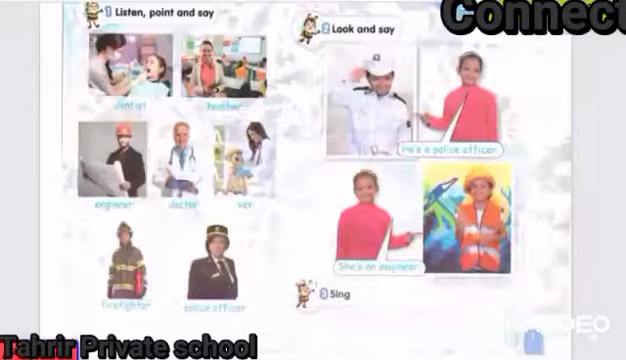 Connect
1 Listen, point and say
2 Look and say
dentist
teacher
He's a police officer
engineer
doctor
vet
She's an engineer
firefighter
police officer
3 Sing
Tahrir Private school